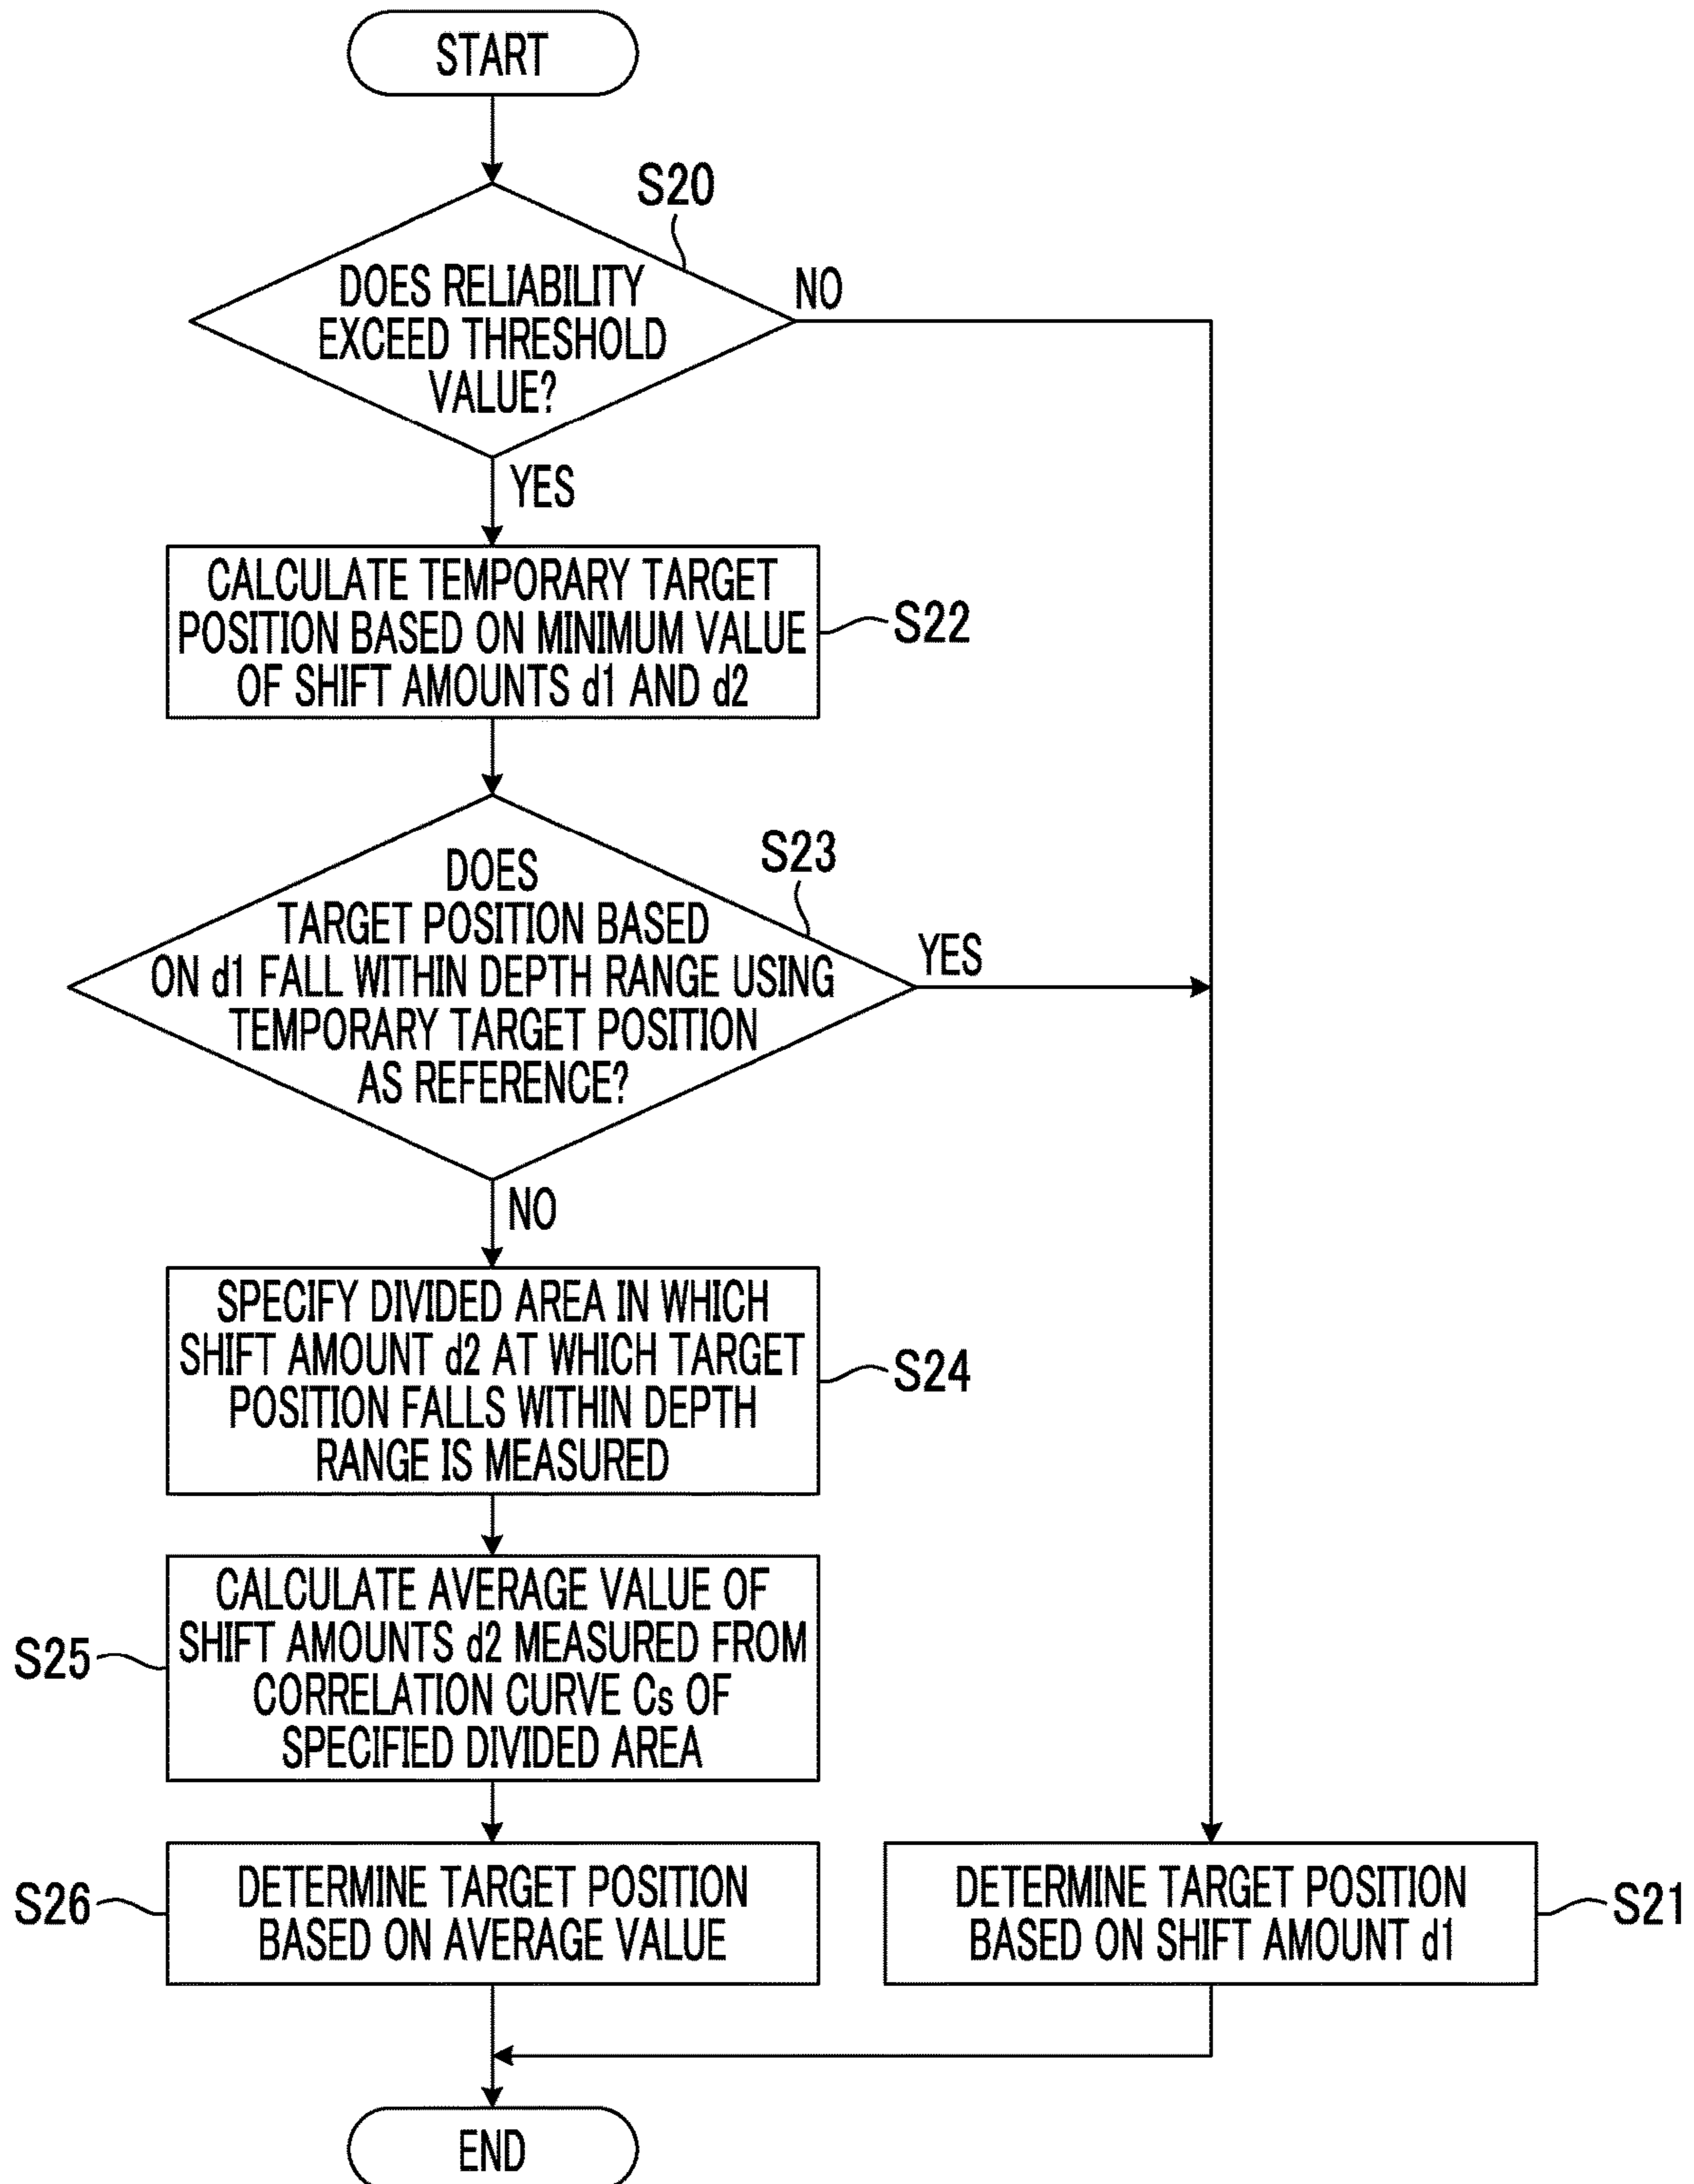 START
S20
DOES RELIABILITY
EXCEED THRESHOLD
VALUE?
NO
YES
CALCULATE TEMPORARY TARGET
POSITION BASED ON MINIMUM VALUE
OF SHIFT AMOUNTS d1 AND d2
S22
S23
DOES
TARGET POSITION BASED
ON d1 FALL WITHIN DEPTH RANGE USING
TEMPORARY TARGET POSITION
AS REFERENCE?
YES
NO
SPECIFY DIVIDED AREA IN WHICH
SHIFT AMOUNT d2 AT WHICH TARGET
POSITION FALLS WITHIN DEPTH
RANGE IS MEASURED
S24
S25
CALCULATE AVERAGE VALUE OF
SHIFT AMOUNTS d2 MEASURED FROM
CORRELATION CURVE Cs OF
SPECIFIED DIVIDED AREA
S26
DETERMINE TARGET POSITION
BASED ON AVERAGE VALUE
DETERMINE TARGET POSITION
BASED ON SHIFT AMOUNT d1
S21
END